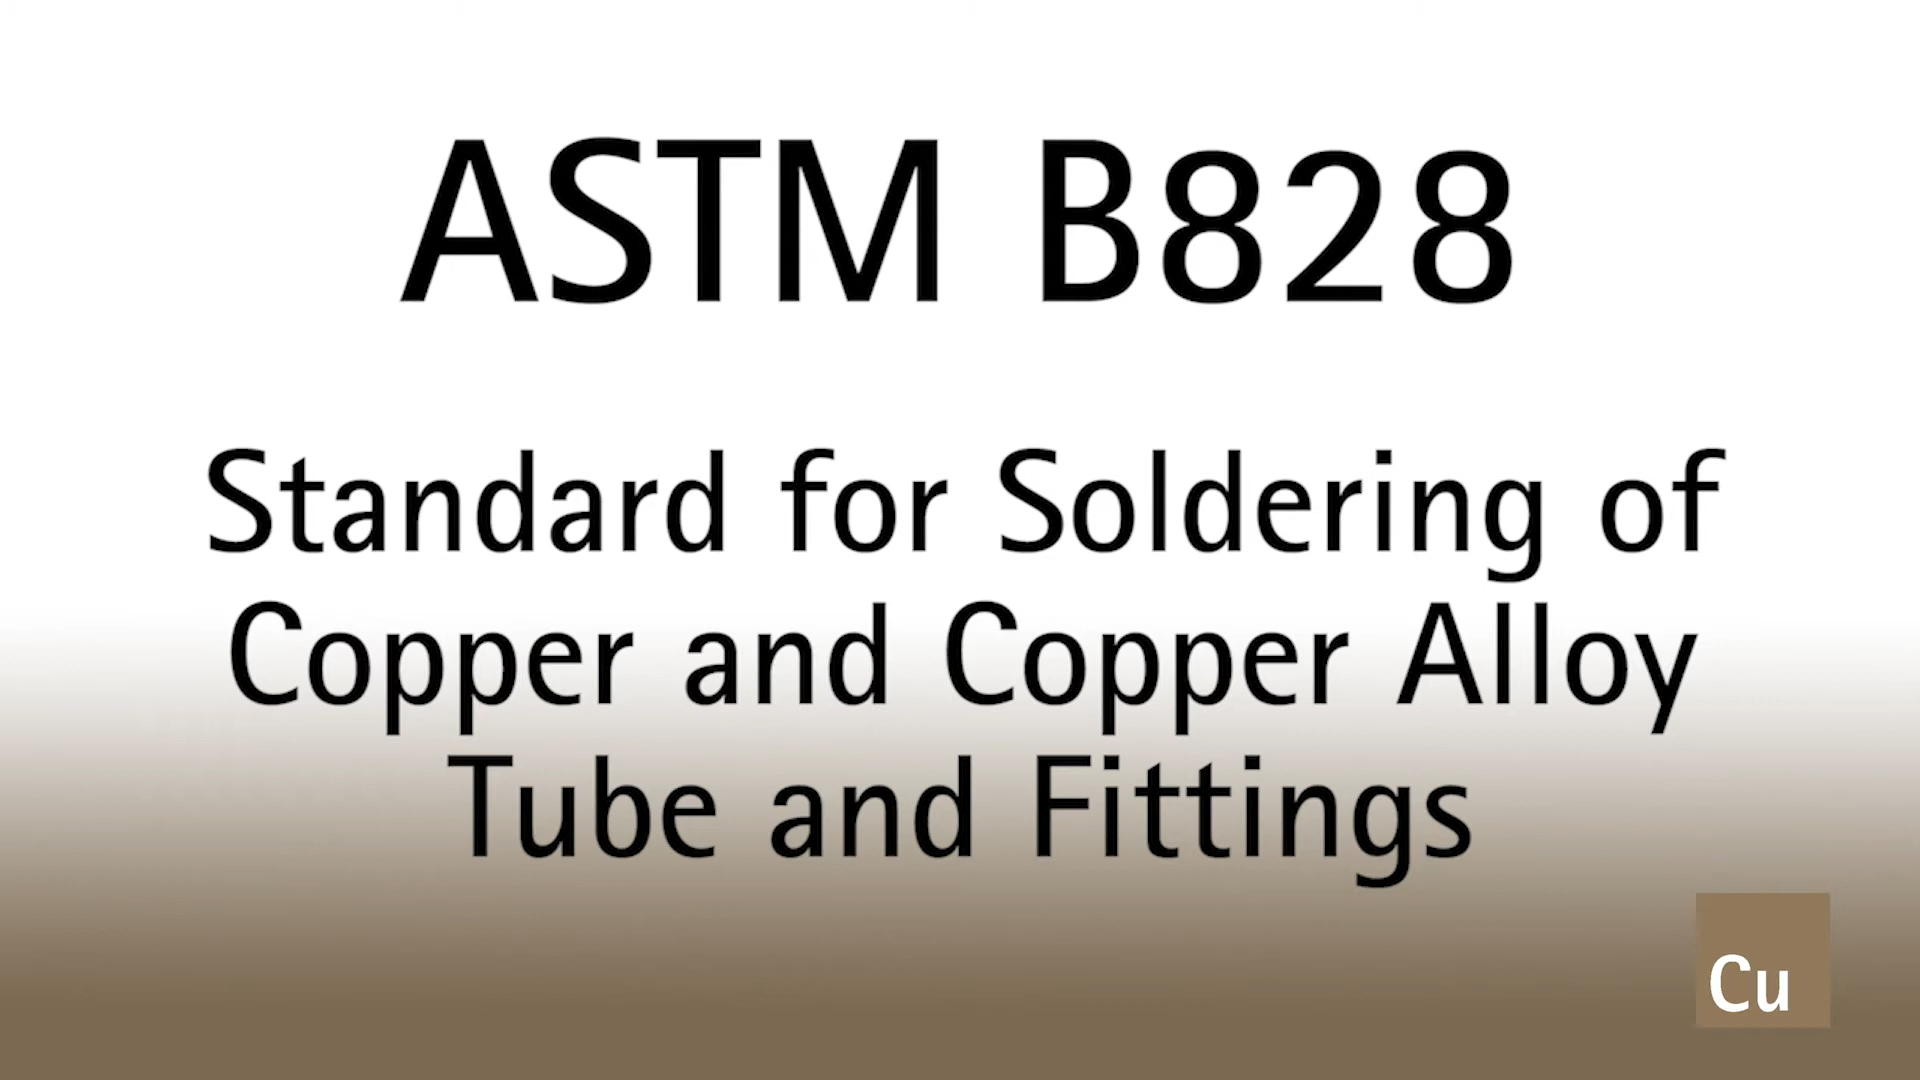 ASTM B828
Standard for Soldering of
Copper and Copper Alloy
Tube and Fittings
Cu